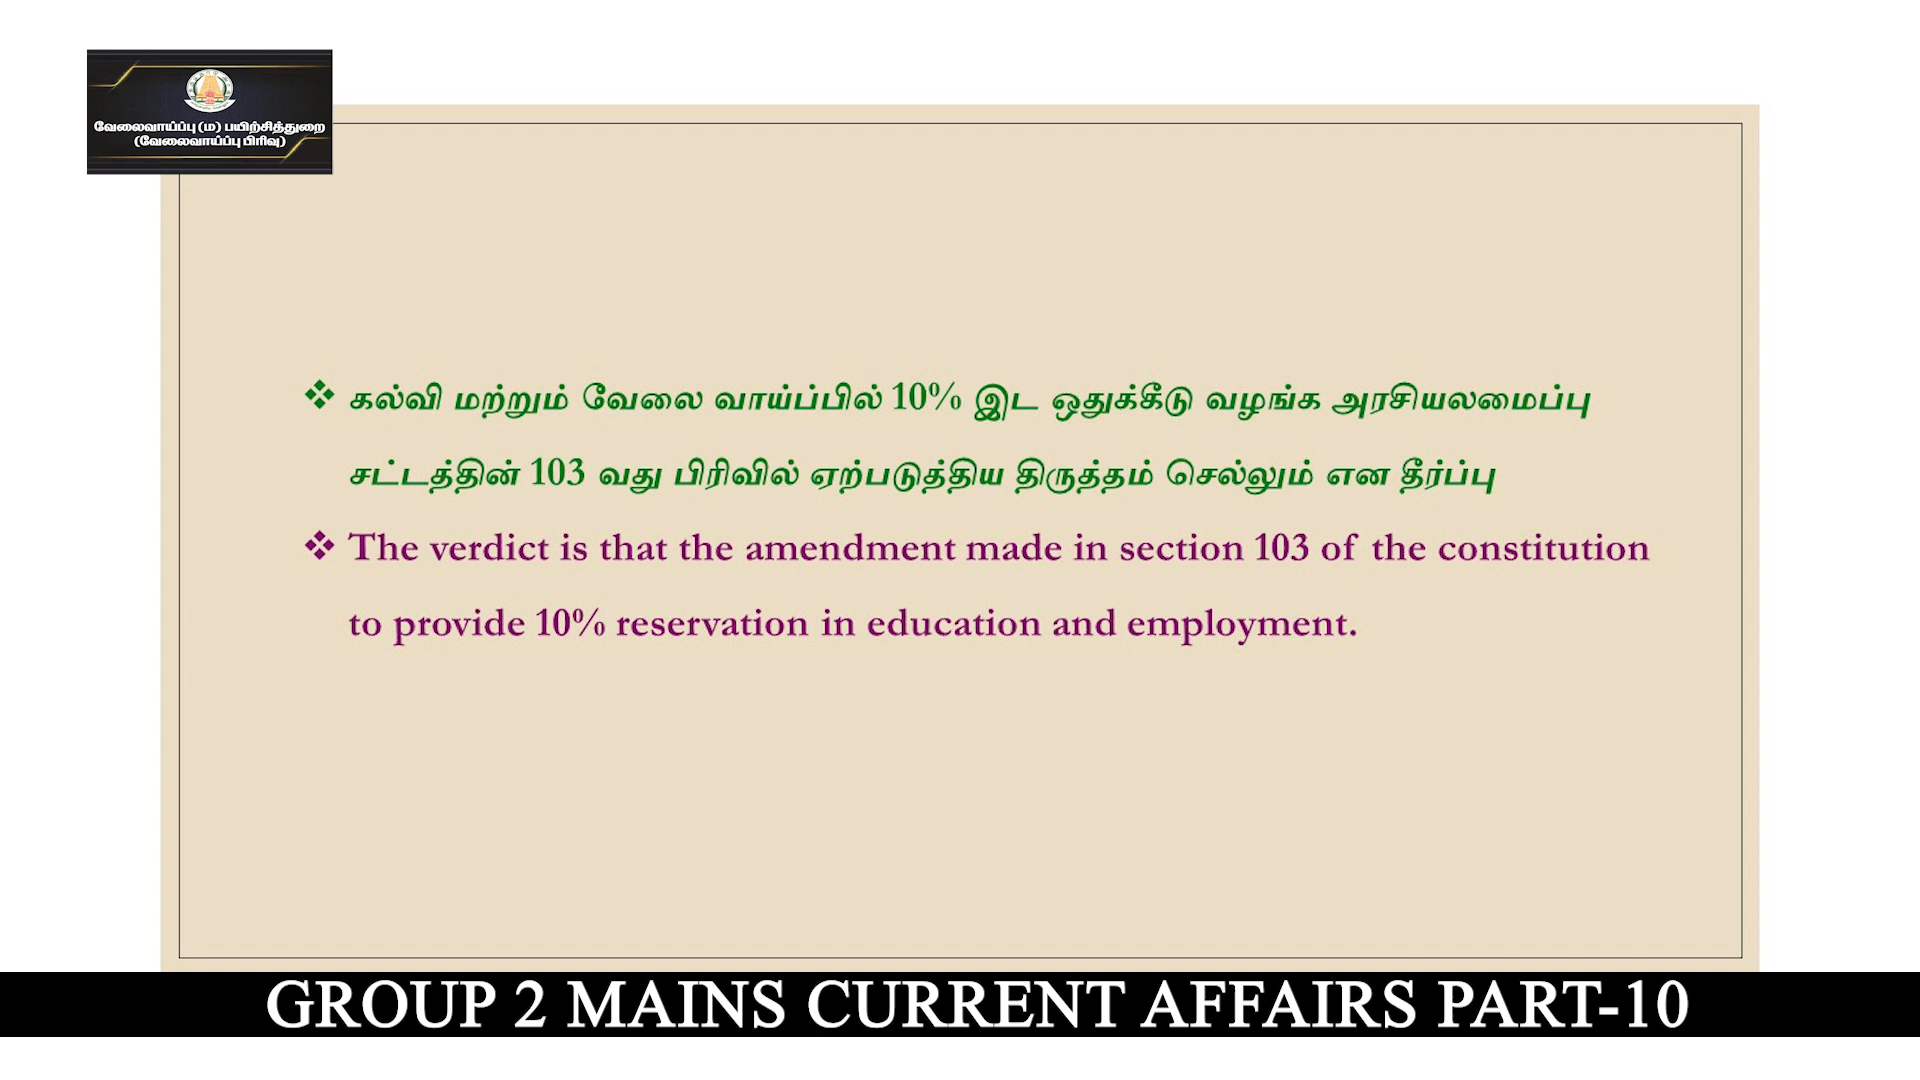 வேலைவாய்ப்பு (ம) பயிற்சித்துறை
(வேலைவாய்ப்பு பிரிவு)
❖ கல்வி மற்றும் வேலை வாய்ப்பில் 10% இட ஒதுக்கீடு வழங்க அரசியலமைப்பு
சட்டத்தின் 103 வது பிரிவில் ஏற்படுத்திய திருத்தம் செல்லும் என தீர்ப்பு
❖ The verdict is that the amendment made in section 103 of the constitution
to provide 10% reservation in education and employment.
GROUP 2 MAINS CURRENT AFFAIRS PART-10